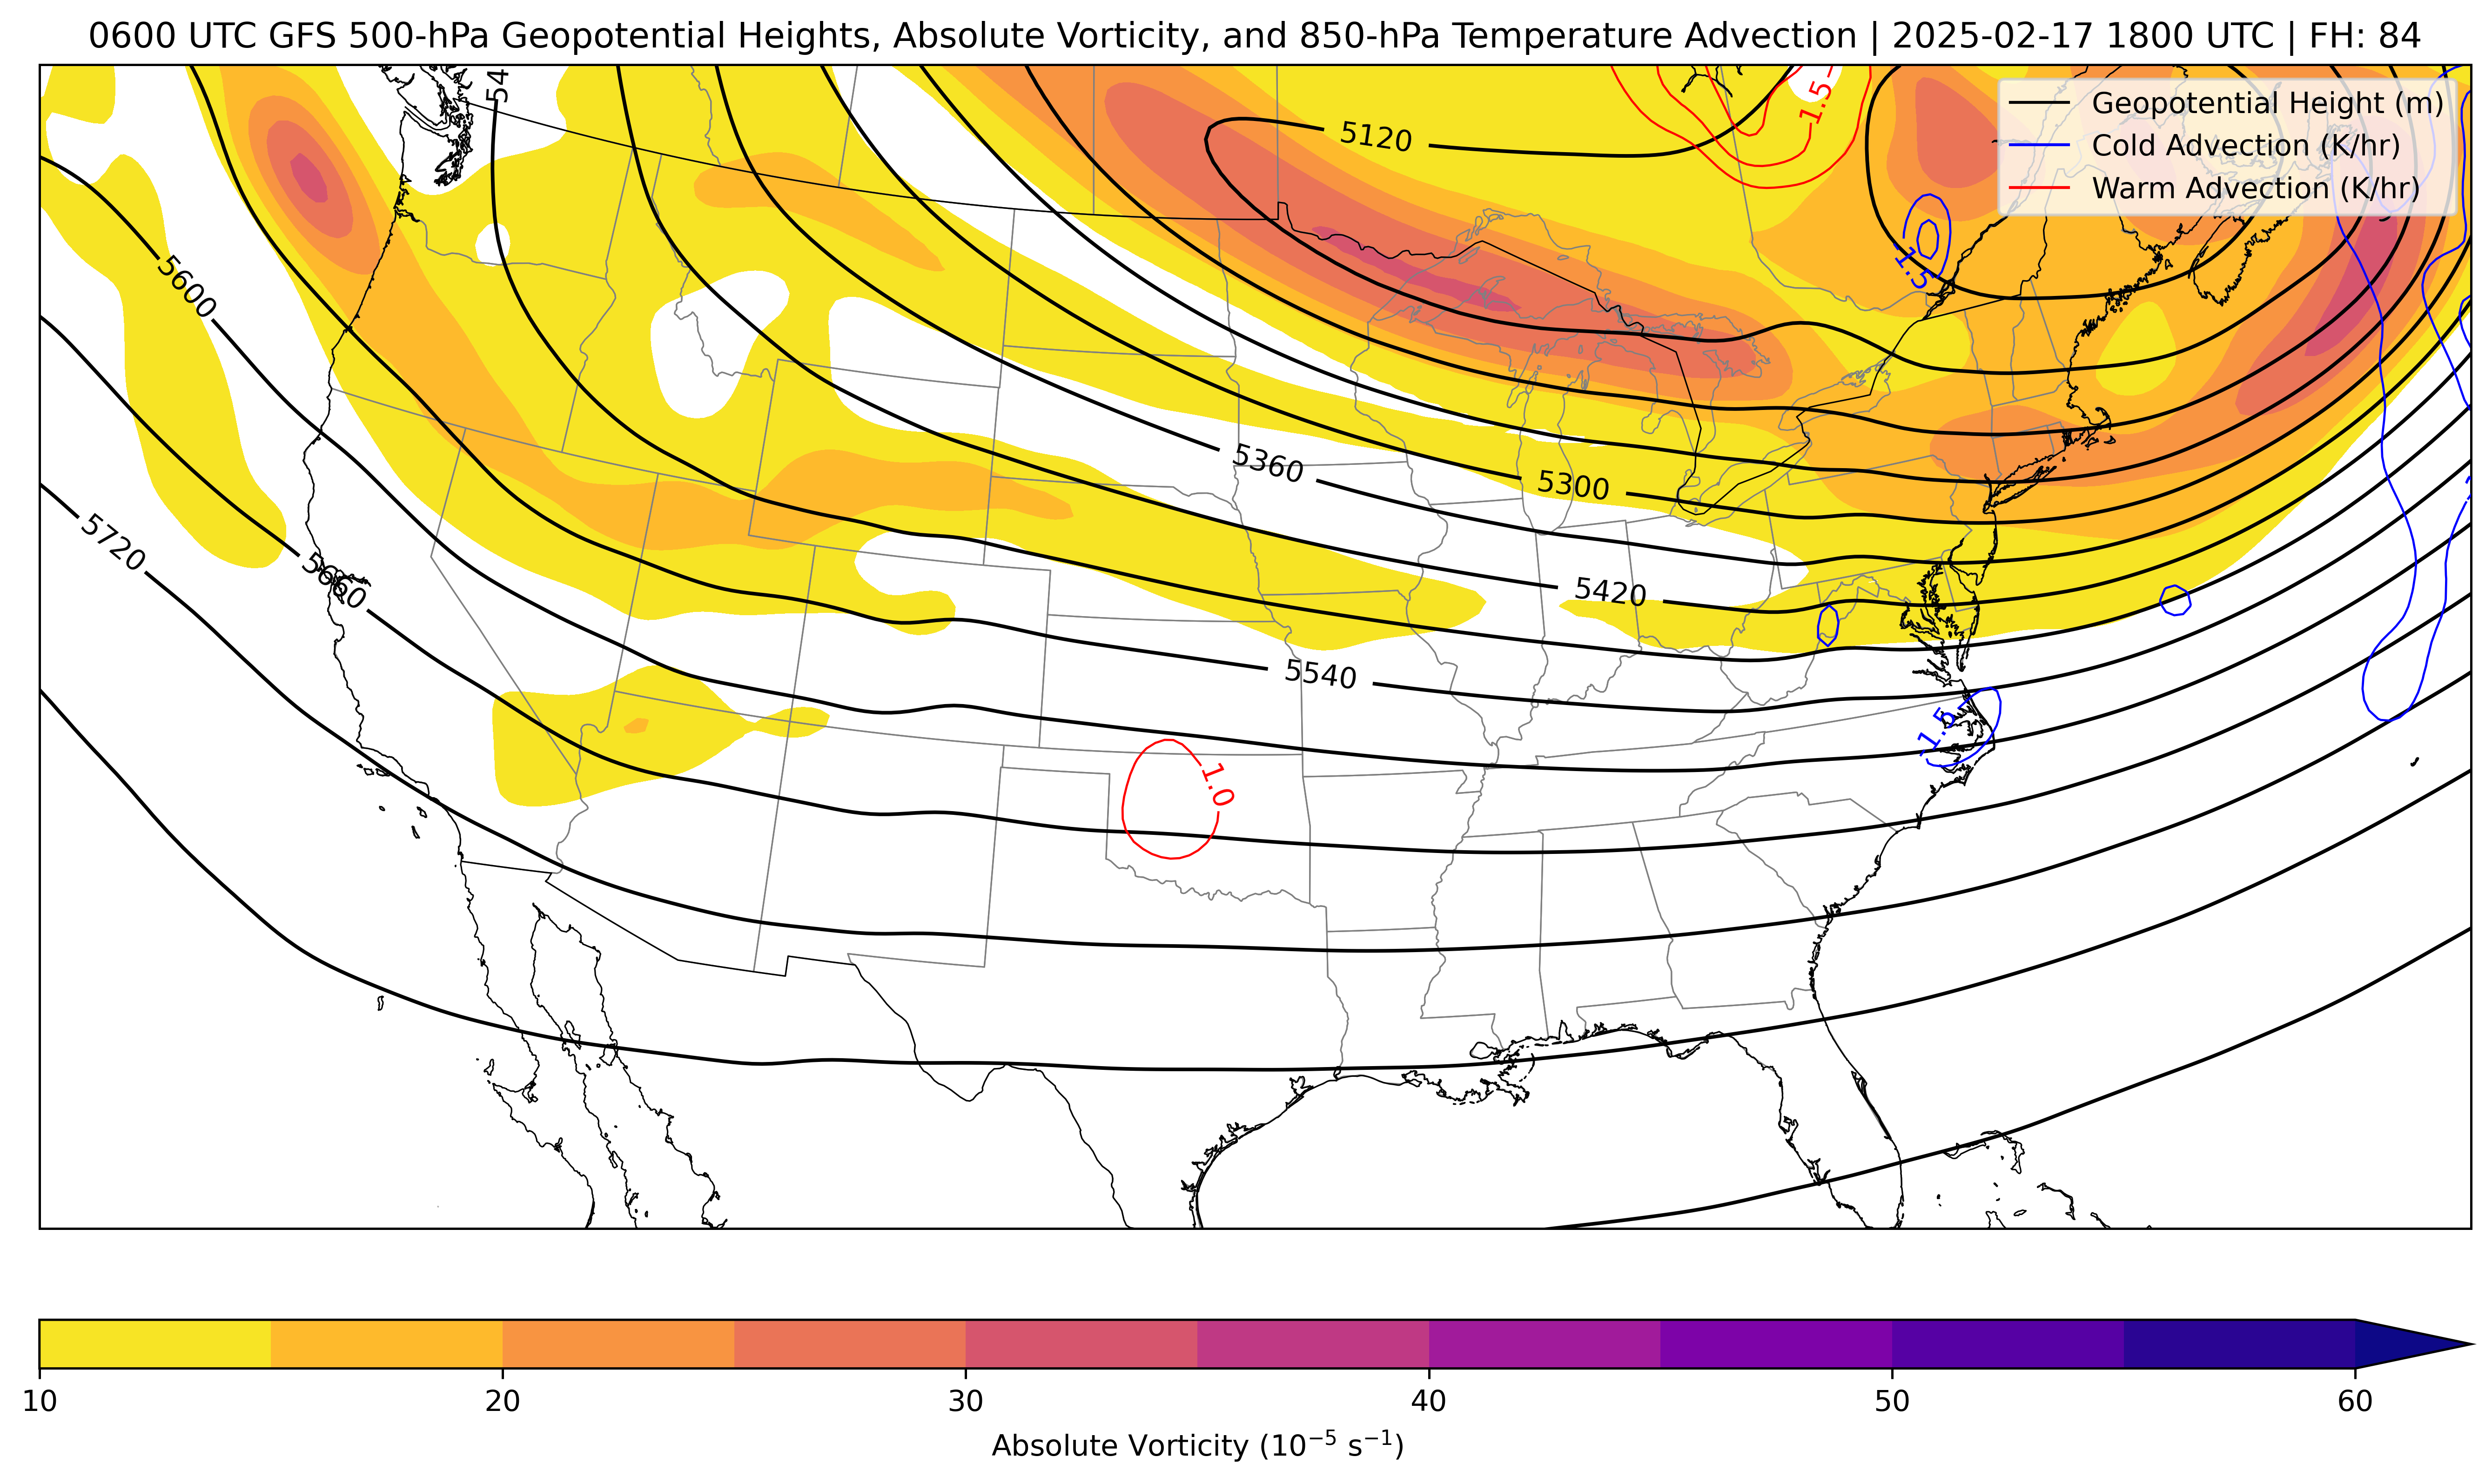 0600 UTC GFS 500-hPa Geopotential Heights, Absolute Vorticity, and 850-hPa Temperature Advection | 2025-02-17 1800 UTC | FH: 84
Geopotential Height (m)
Cold Advection (K/hr)
Warm Advection (K/hr)
54
5120
1.5
-1.5
5600
5360
5300
5720
5660
5420
5540
-1.5
1.0
10 20 30 40 50 60
Absolute Vorticity (10⁻⁵ s⁻¹)